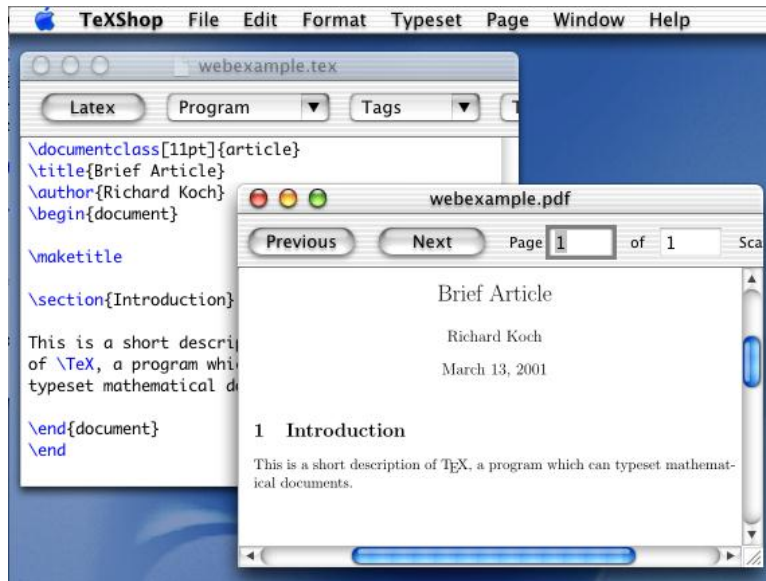 TeXShop File Edit Format Typeset Page Window Help
webexample.tex
Latex Program Tags
\documentclass[11pt]{article}
\title{Brief Article}
\author{Richard Koch}
\begin{document}
\maketitle
\section{Introduction}
This is a short
of \TeX, a program
typeset mathematical
\end{document}
\end
webexample.pdf
Previous Next Page 1 of 1
Brief Article
Richard Koch
March 13, 2001
1 Introduction
This is a short description of TEX, a program which can typeset mathemat-
ical documents.